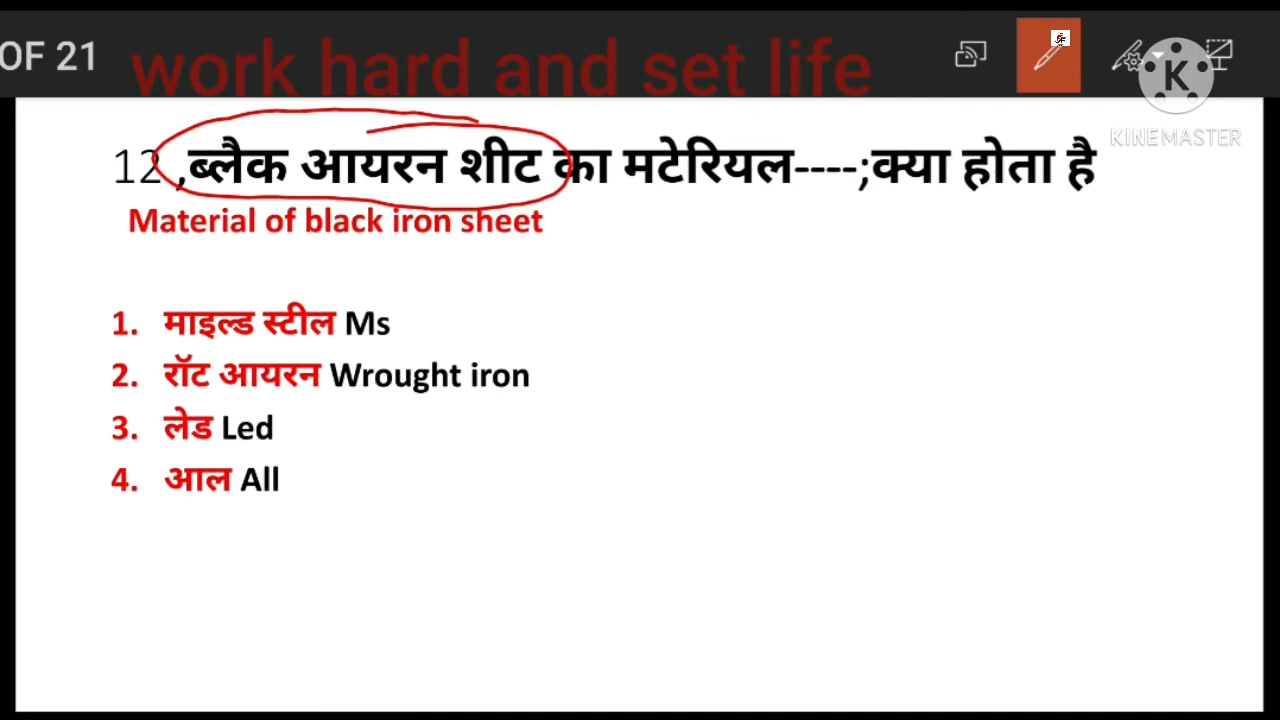 OF 21
work hard and set life
K
KINEMASTER
12 ,ब्लैक आयरन शीट का मटेरियल----;क्या होता है
Material of black iron sheet
1. माइल्ड स्टील Ms
2. रॉट आयरन Wrought iron
3. लेड Led
4. आल All